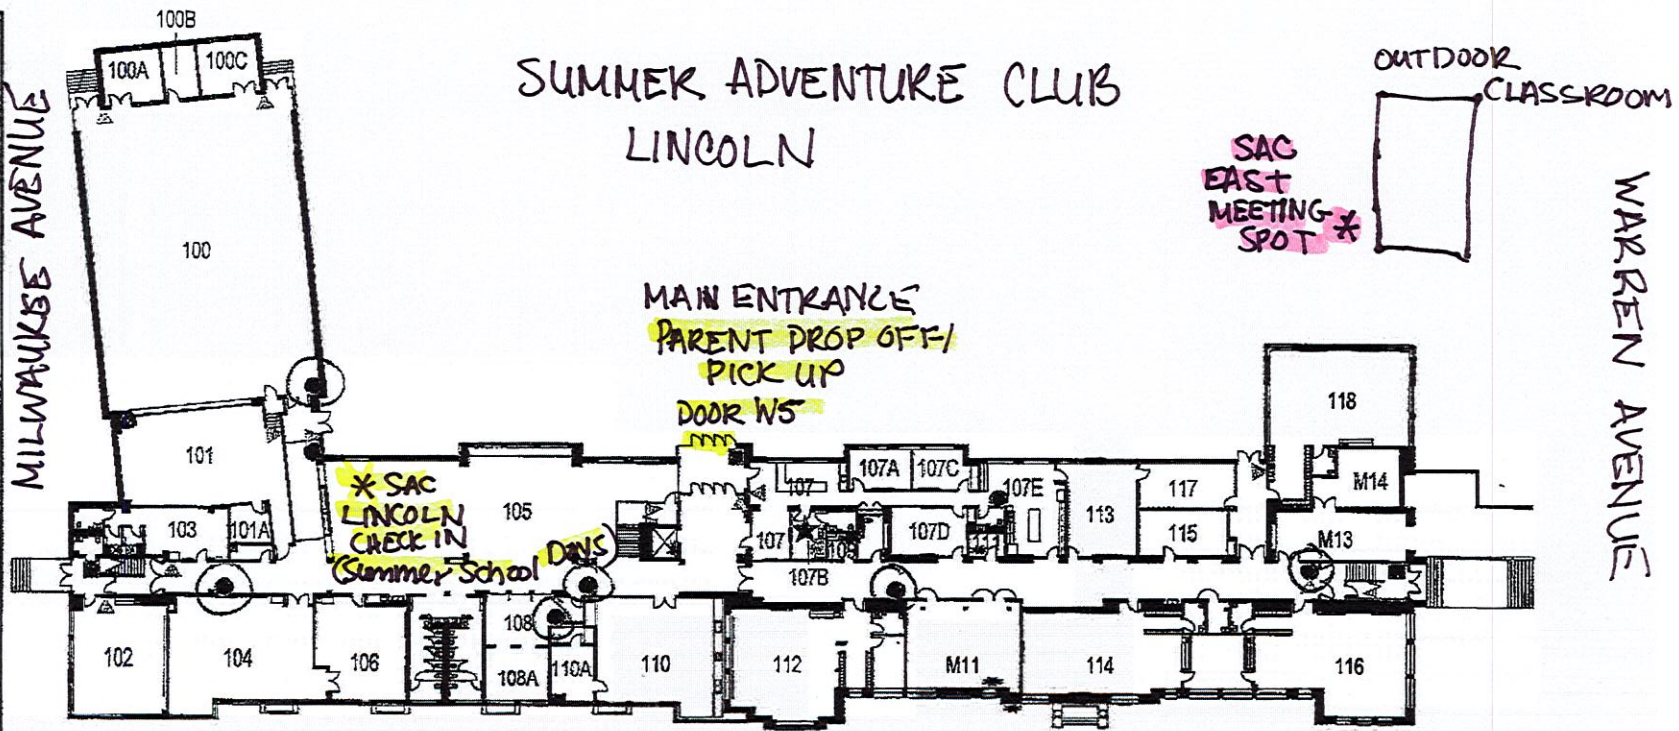 100B
100A
100C
SUMMER ADVENTURE CLUB
LINCOLN
OUTDOOR
CLASSROOM
MILWAUKEE AVENUE
WARREN AVENUE
SAC
EAST
MEETING
SPOT *
100
MAIN ENTRANCE
PARENT DROP OFF/
PICK UP
DOOR W5
118
101
* SAC
LINCOLN
CHECK IN
(Summer School Days)
105
107
107A
107C
107E
113
117
M14
103
101A
107
109
107D
111
115
M13
107B
102
104
106
108
108A
110A
110
112
M11
114
116